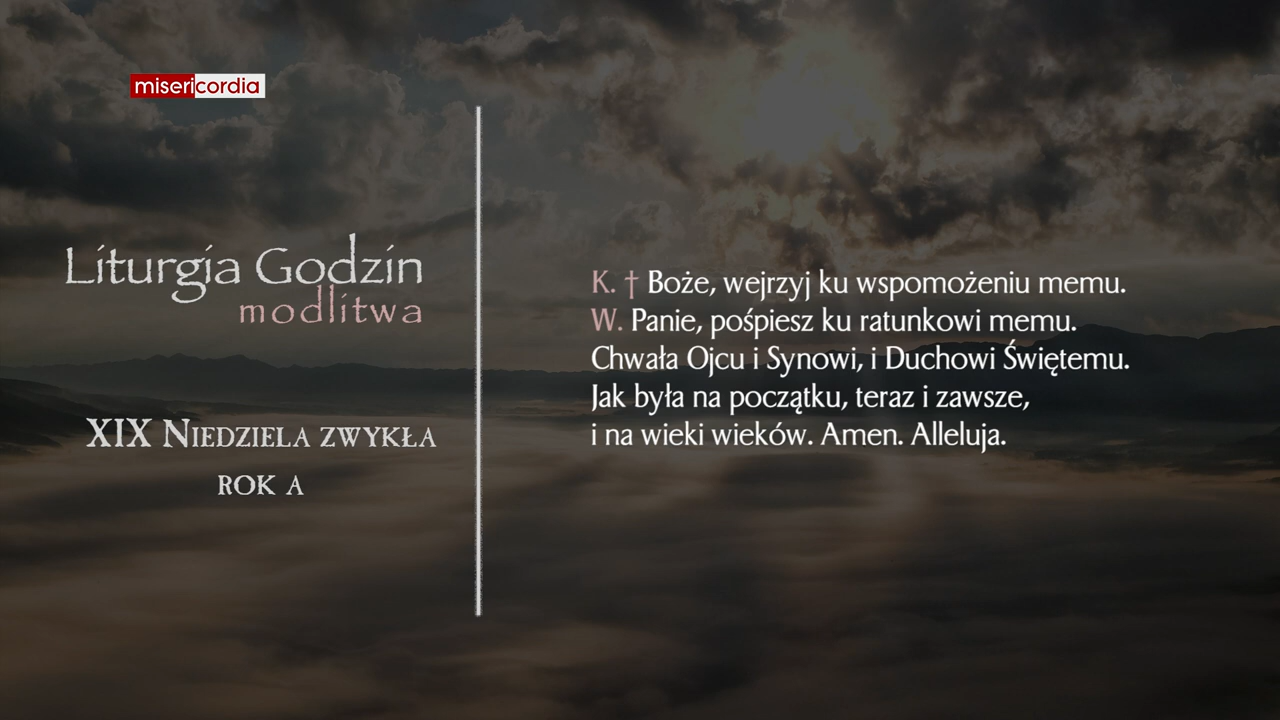 misericordia
Liturgia Godzin
modlitwa
XIX Niedziela zwykła
rok A
K. † Boże, wejrzyj ku wspomożeniu memu.
W. Panie, pośpiesz ku ratunkowi memu.
Chwała Ojcu i Synowi, i Duchowi Świętemu.
Jak była na początku, teraz i zawsze,
i na wieki wieków. Amen. Alleluja.